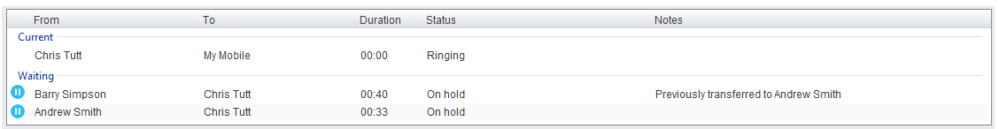 From To Duration Status Notes
Current
Chris Tutt My Mobile 00:00 Ringing
Waiting
Barry Simpson Chris Tutt 00:40 On hold Previously transferred to Andrew Smith
Andrew Smith Chris Tutt 00:33 On hold